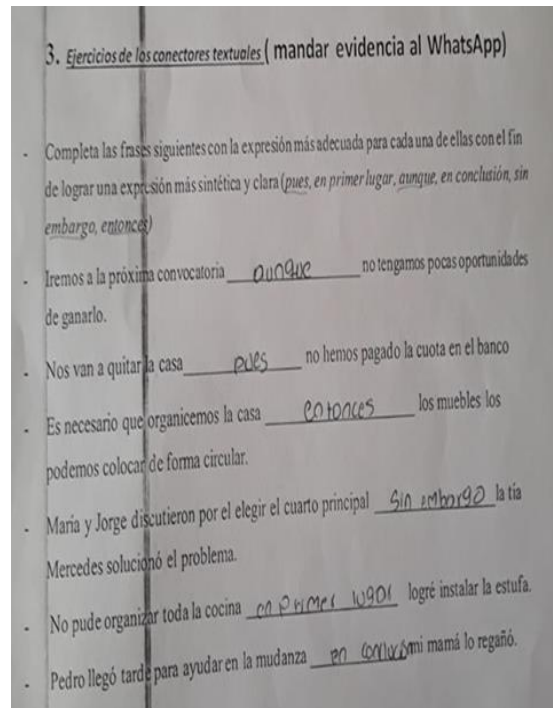 3. Ejercicios de los conectores textuales ( mandar evidencia al WhatsApp)
- Completa las frases siguientes con la expresión más adecuada para cada una de ellas con el fin
de lograr una expresión más sintética y clara (pues, en primer lugar, aunque, en conclusión, sin
embargo, entonces)
- Iremos a la próxima convocatoria aunque no tengamos pocas oportunidades
de ganarlo.
- Nos van a quitar la casa pues no hemos pagado la cuota en el banco
- Es necesario que organicemos la casa entonces los muebles los
podemos colocar de forma circular.
- María y Jorge discutieron por el elegir el cuarto principal Sin embargo la tía
Mercedes solucionó el problema.
- No pude organizar toda la cocina en primer lugar logré instalar la estufa.
- Pedro llegó tarde para ayudar en la mudanza en mi mamá lo regañó.